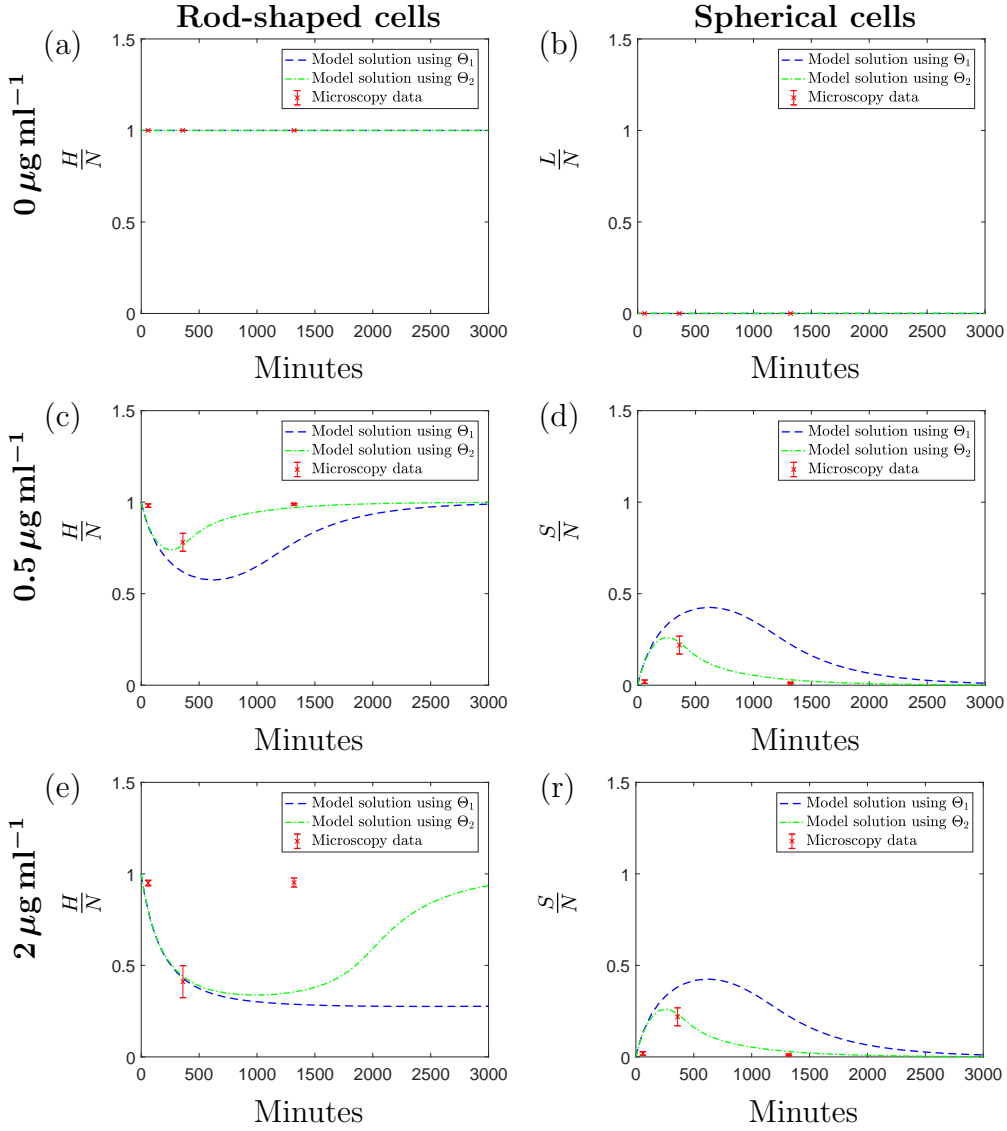 Rod-shaped cells
Spherical cells
0 μg ml⁻¹
(a)
1.5
1
0.5
0
H/N
Model solution using Θ₁
Model solution using Θ₂
Microscopy data
0 500 1000 1500 2000 2500 3000
Minutes
(b)
1.5
1
0.5
0
L/N
Model solution using Θ₁
Model solution using Θ₂
Microscopy data
0 500 1000 1500 2000 2500 3000
Minutes
0.5 μg ml⁻¹
(c)
1.5
1
0.5
0
H/N
Model solution using Θ₁
Model solution using Θ₂
Microscopy data
0 500 1000 1500 2000 2500 3000
Minutes
(d)
1.5
1
0.5
0
S/N
Model solution using Θ₁
Model solution using Θ₂
Microscopy data
0 500 1000 1500 2000 2500 3000
Minutes
2 μg ml⁻¹
(e)
1.5
1
0.5
0
H/N
Model solution using Θ₁
Model solution using Θ₂
Microscopy data
0 500 1000 1500 2000 2500 3000
Minutes
(r)
1.5
1
0.5
0
S/N
Model solution using Θ₁
Model solution using Θ₂
Microscopy data
0 500 1000 1500 2000 2500 3000
Minutes